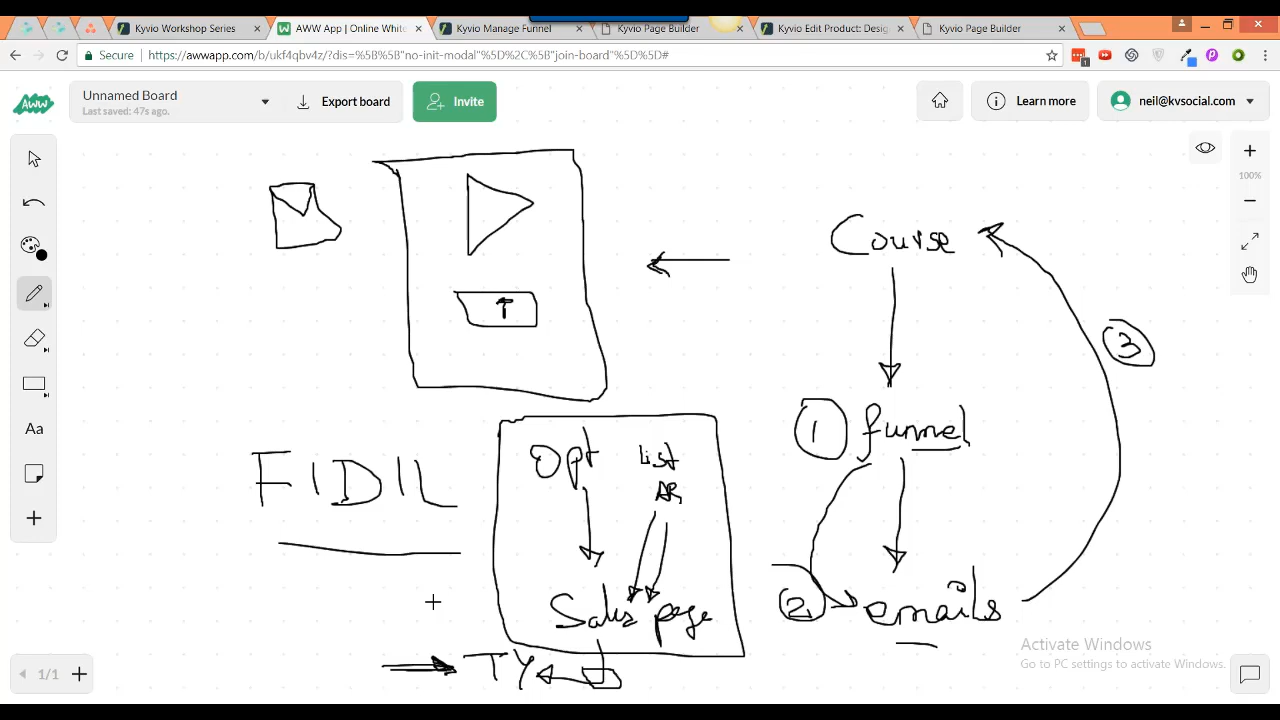 Kyvio Workshop Series
AWW App | Online White
Kyvio Manage Funnel
Kyvio Page Builder
Kyvio Edit Product: Desig
Kyvio Page Builder
Secure
https://awwapp.com/b/ukf4qbv4z/?dis=%5B%5B"no-init-modal"%5D%2C%5B"join-board"%5D%5D#
AWW
Unnamed Board
Last saved: 47s ago.
Export board
Invite
Learn more
neil@kvsocial.com
100%
Aa
Course
T
3
1 funnel
Opt List
AR
FIDIL
Sales page
2 emails
TY
Activate Windows
Go to PC settings to activate Windows.
1/1